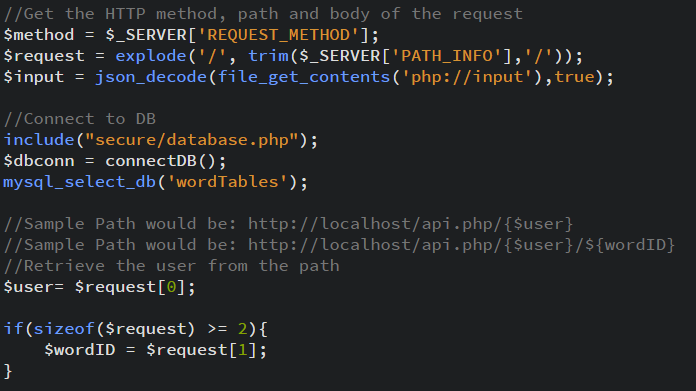 //Get the HTTP method, path and body of the request
$method = $_SERVER['REQUEST_METHOD'];
$request = explode('/', trim($_SERVER['PATH_INFO'],'/'));
$input = json_decode(file_get_contents('php://input'),true);
//Connect to DB
include("secure/database.php");
$dbconn = connectDB();
mysql_select_db('wordTables');
//Sample Path would be: http://localhost/api.php/{$user}
//Sample Path would be: http://localhost/api.php/{$user}/${wordID}
//Retrieve the user from the path
$user= $request[0];
if(sizeof($request) >= 2){
    $wordID = $request[1];
}